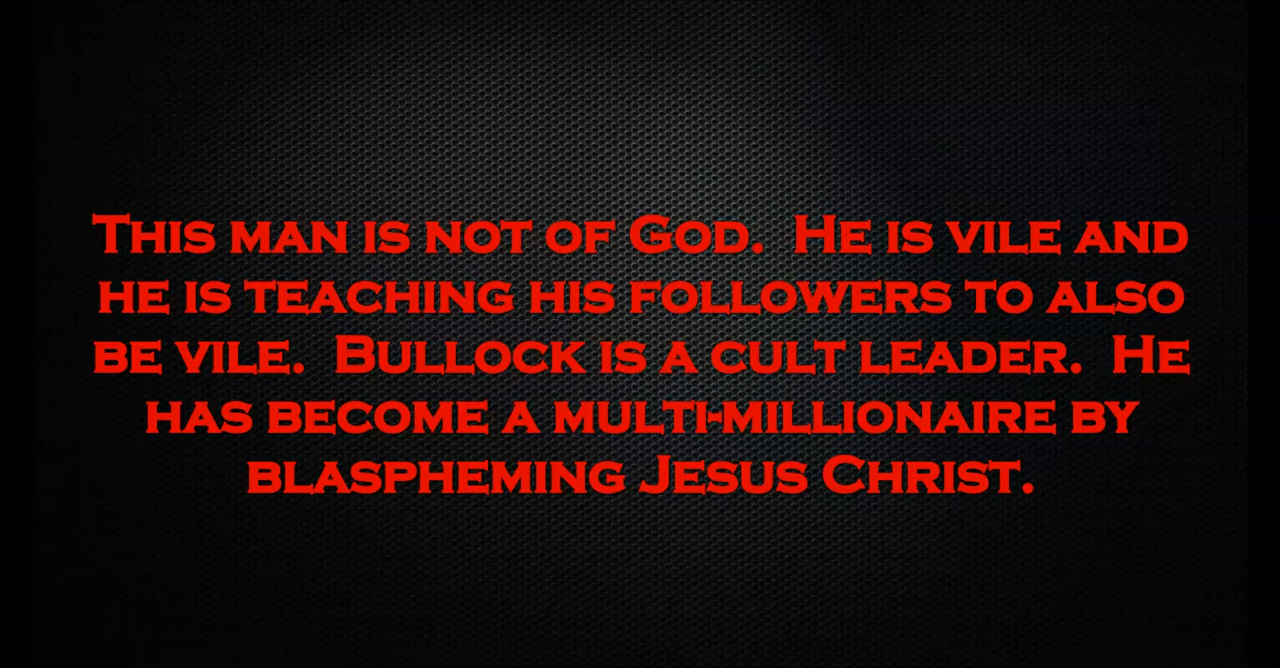 This man is not of God. He is vile and
he is teaching his followers to also
be vile. Bullock is a cult leader. He
has become a multi-millionaire by
blaspheming Jesus Christ.